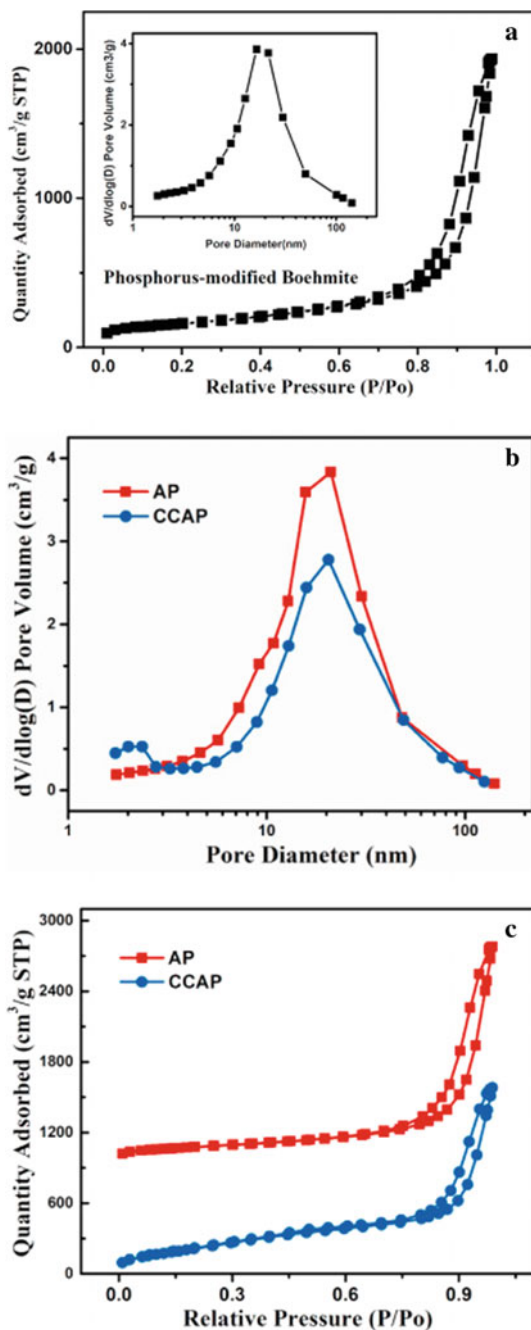 a
Quantity Adsorbed (cm³/g STP)
2000
1000
0
dV/dlog(D) Pore Volume (cm3/g)
4
2
0
1 10 100
Pore Diameter(nm)
Phosphorus-modified Boehmite
0.0 0.2 0.4 0.6 0.8 1.0
Relative Pressure (P/Po)
b
dV/dlog(D) Pore Volume (cm³/g)
4
3
2
1
0
AP
CCAP
1 10 100
Pore Diameter (nm)
c
Quantity Adsorbed (cm³/g STP)
3000
2400
1800
1200
600
0
AP
CCAP
0.0 0.3 0.6 0.9
Relative Pressure (P/Po)